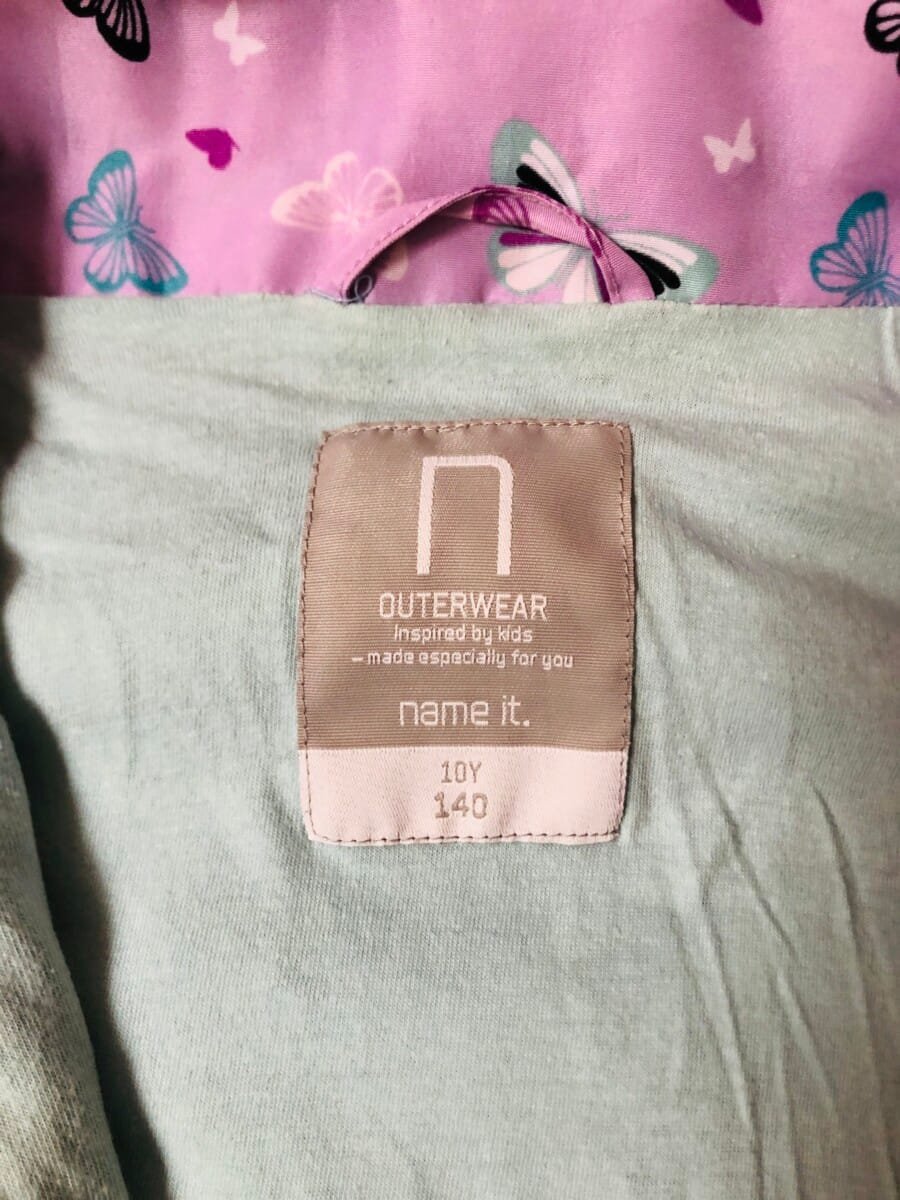 n
OUTERWEAR
Inspired by kids
– made especially for you
name it.
10Y
140